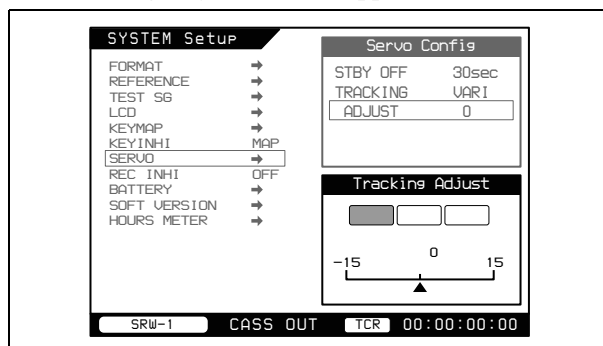 SYSTEM Setup
FORMAT →
REFERENCE →
TEST SG →
LCD →
KEYMAP →
KEYINHI MAP
SERVO →
REC INHI OFF
BATTERY →
SOFT VERSION →
HOURS METER →
Servo Config
STBY OFF 30sec
TRACKING VARI
ADJUST 0
Tracking Adjust
-15 0 15
SRW-1 CASS OUT TCR 00:00:00:00